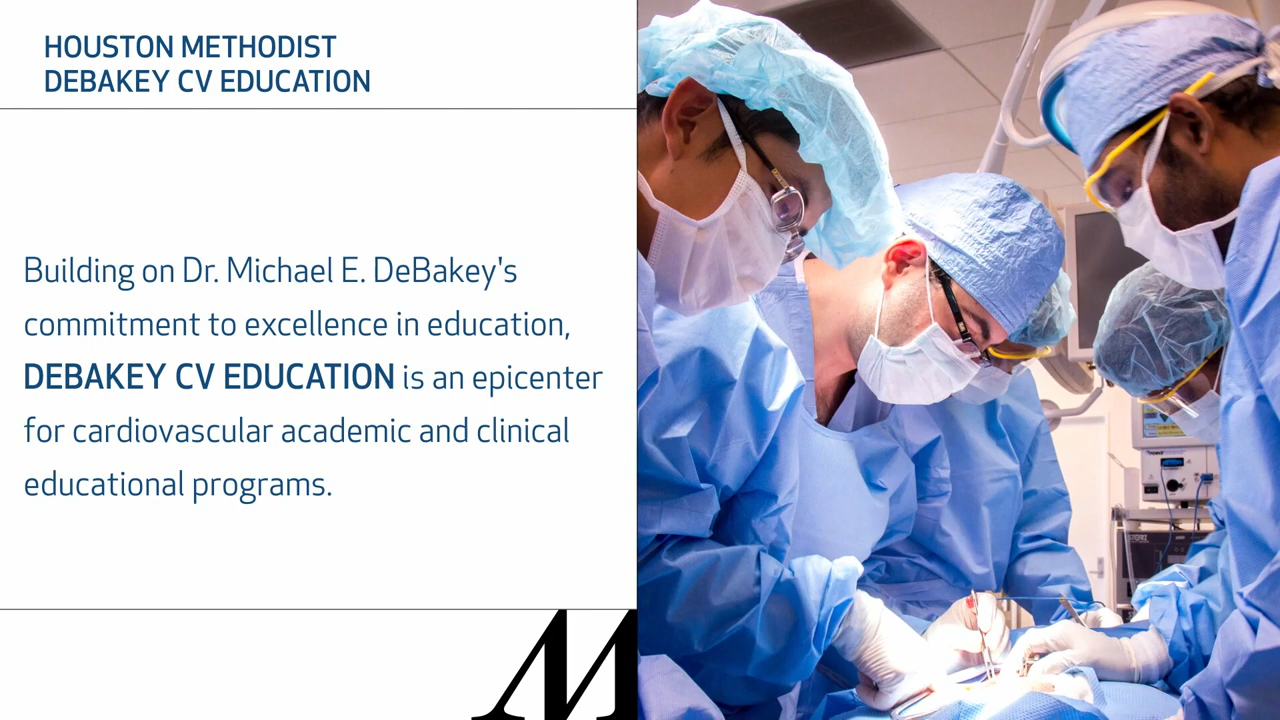 HOUSTON METHODIST
DEBAKEY CV EDUCATION
Building on Dr. Michael E. DeBakey's
commitment to excellence in education,
DEBAKEY CV EDUCATION is an epicenter
for cardiovascular academic and clinical
educational programs.
M